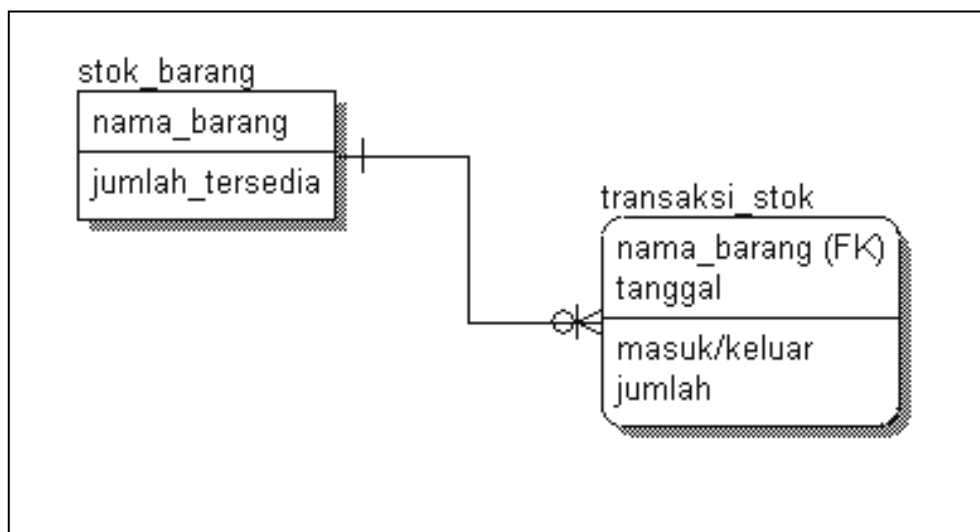 stok_barang
nama_barang
jumlah_tersedia
transaksi_stok
nama_barang (FK)
tanggal
masuk/keluar
jumlah